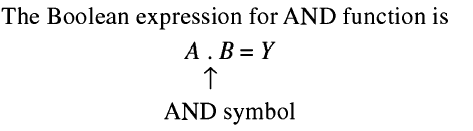 The Boolean expression for AND function is
A . B = Y
↑
AND symbol